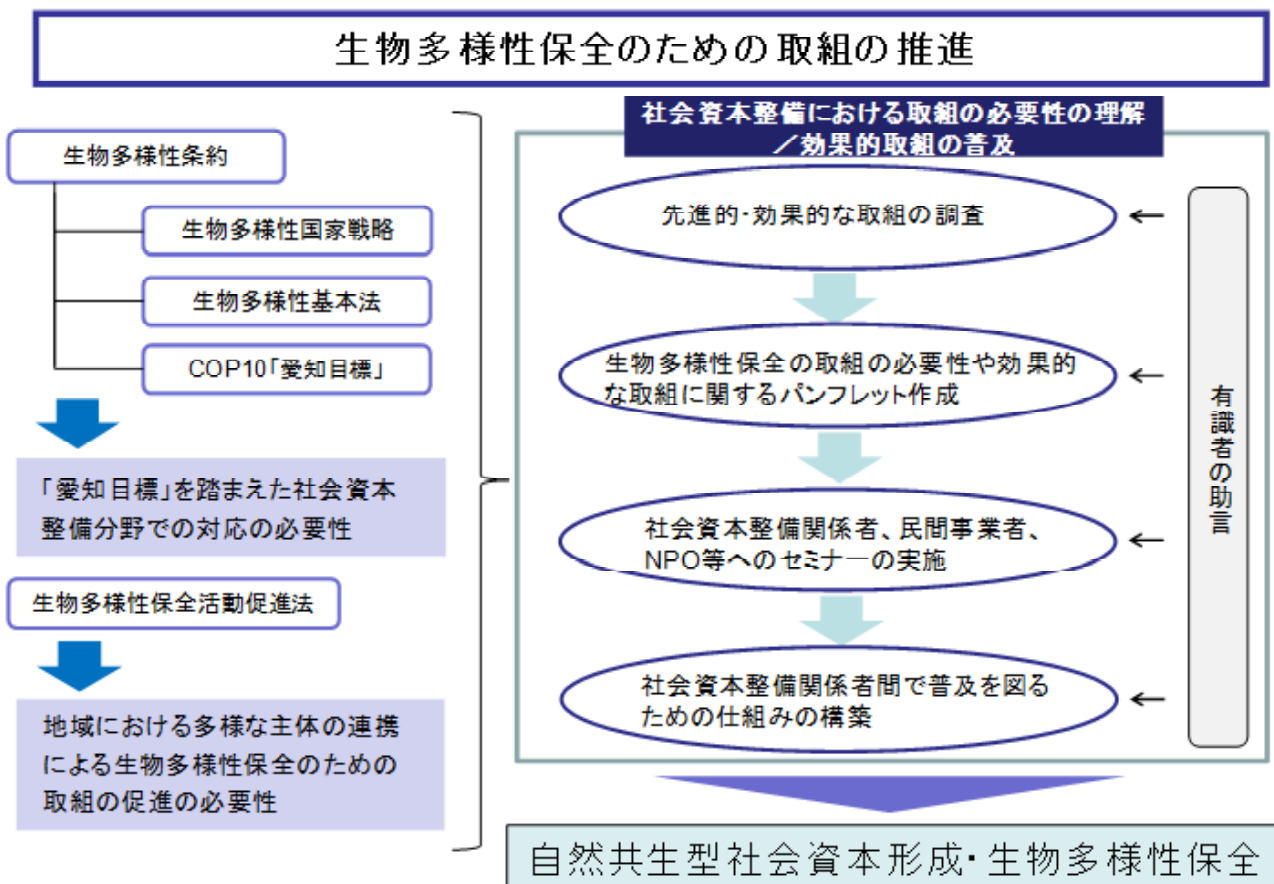 生物多様性保全のための取組の推進
生物多様性条約
生物多様性国家戦略
生物多様性基本法
COP10「愛知目標」
「愛知目標」を踏まえた社会資本
整備分野での対応の必要性
生物多様性保全活動促進法
地域における多様な主体の連携
による生物多様性保全のための
取組の促進の必要性
社会資本整備における取組の必要性の理解
／効果的取組の普及
先進的・効果的な取組の調査
生物多様性保全の取組の必要性や効果的
な取組に関するパンフレット作成
社会資本整備関係者、民間事業者、
NPO等へのセミナーの実施
社会資本整備関係者間で普及を図る
ための仕組みの構築
有識者の助言
自然共生型社会資本形成・生物多様性保全